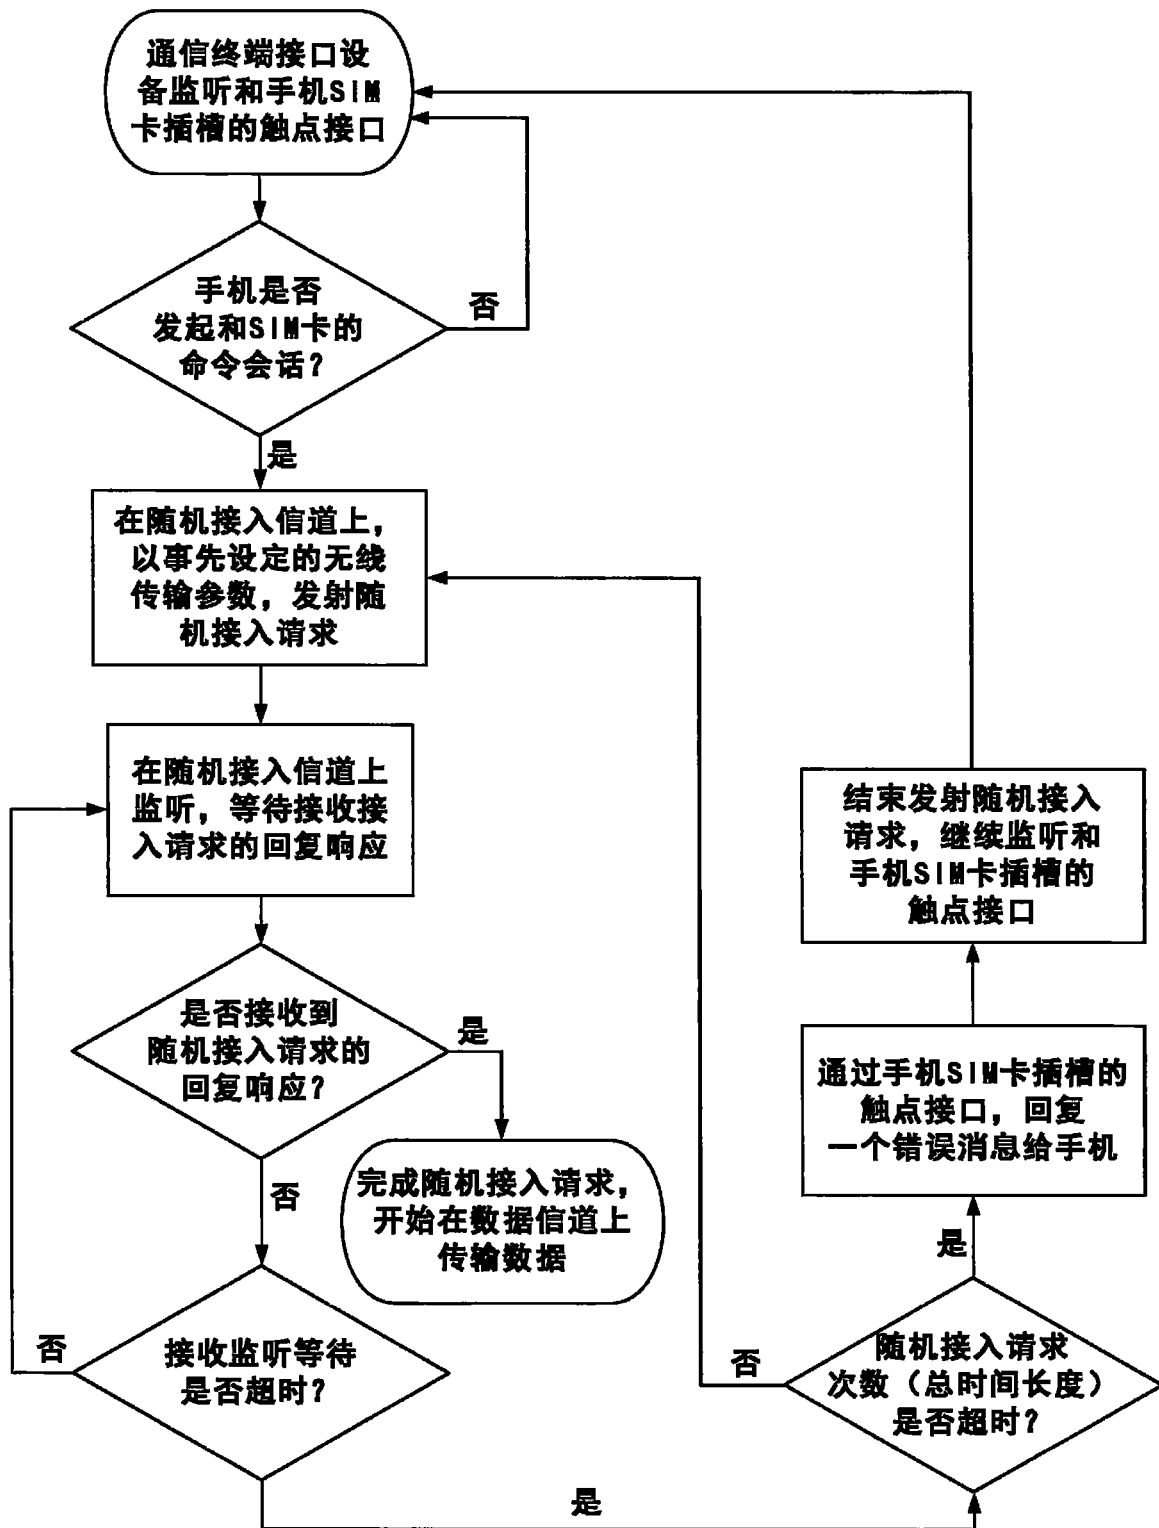 通信终端接口设
备监听和手机SIM
卡插槽的触点接口
手机是否
发起和SIM卡的
命令会话？
否
是
在随机接入信道上，
以事先设定的无线
传输参数，发射随
机接入请求
在随机接入信道上
监听，等待接收接
入请求的回复响应
是否接收到
随机接入请求的
回复响应？
是
否
完成随机接入请求，
开始在数据信道上
传输数据
接收监听等待
是否超时？
否
是
随机接入请求
次数（总时间长度）
是否超时？
否
是
通过手机SIM卡插槽的
触点接口，回复
一个错误消息给手机
结束发射随机接入
请求，继续监听和
手机SIM卡插槽的
触点接口